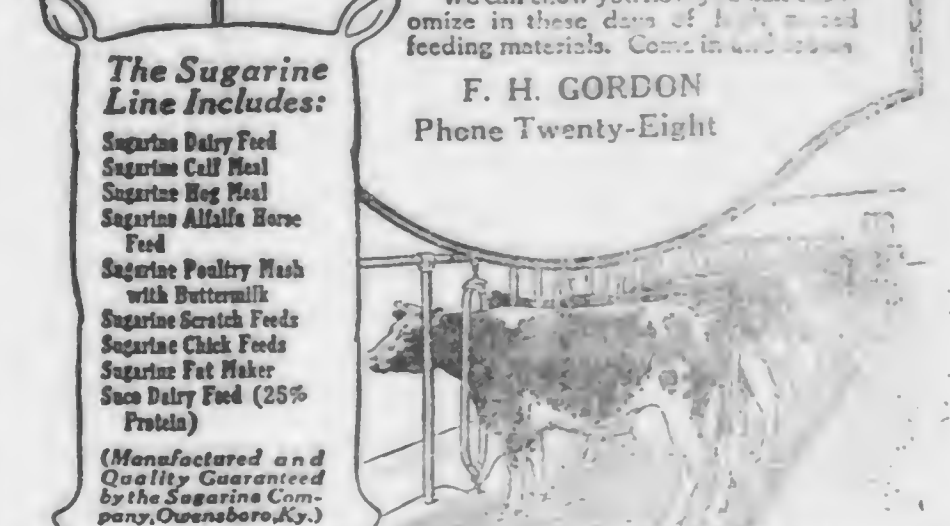 The Sugarine
Line Includes:
Sugarine Dairy Feed
Sugarine Calf Meal
Sugarine Hog Meal
Sugarine Alfalfa Horse
Feed
Sugarine Poultry Mash
with Buttermilk
Sugarine Scratch Feeds
Sugarine Chick Feeds
Sugarine Fat Maker
Suco Dairy Feed (25%
Protein)
(Manufactured and
Quality Guaranteed
by the Sugarine Com-
pany, Owensboro, Ky.)
omize in these days of
feeding materials. Come in
F. H. GORDON
Phone Twenty-Eight